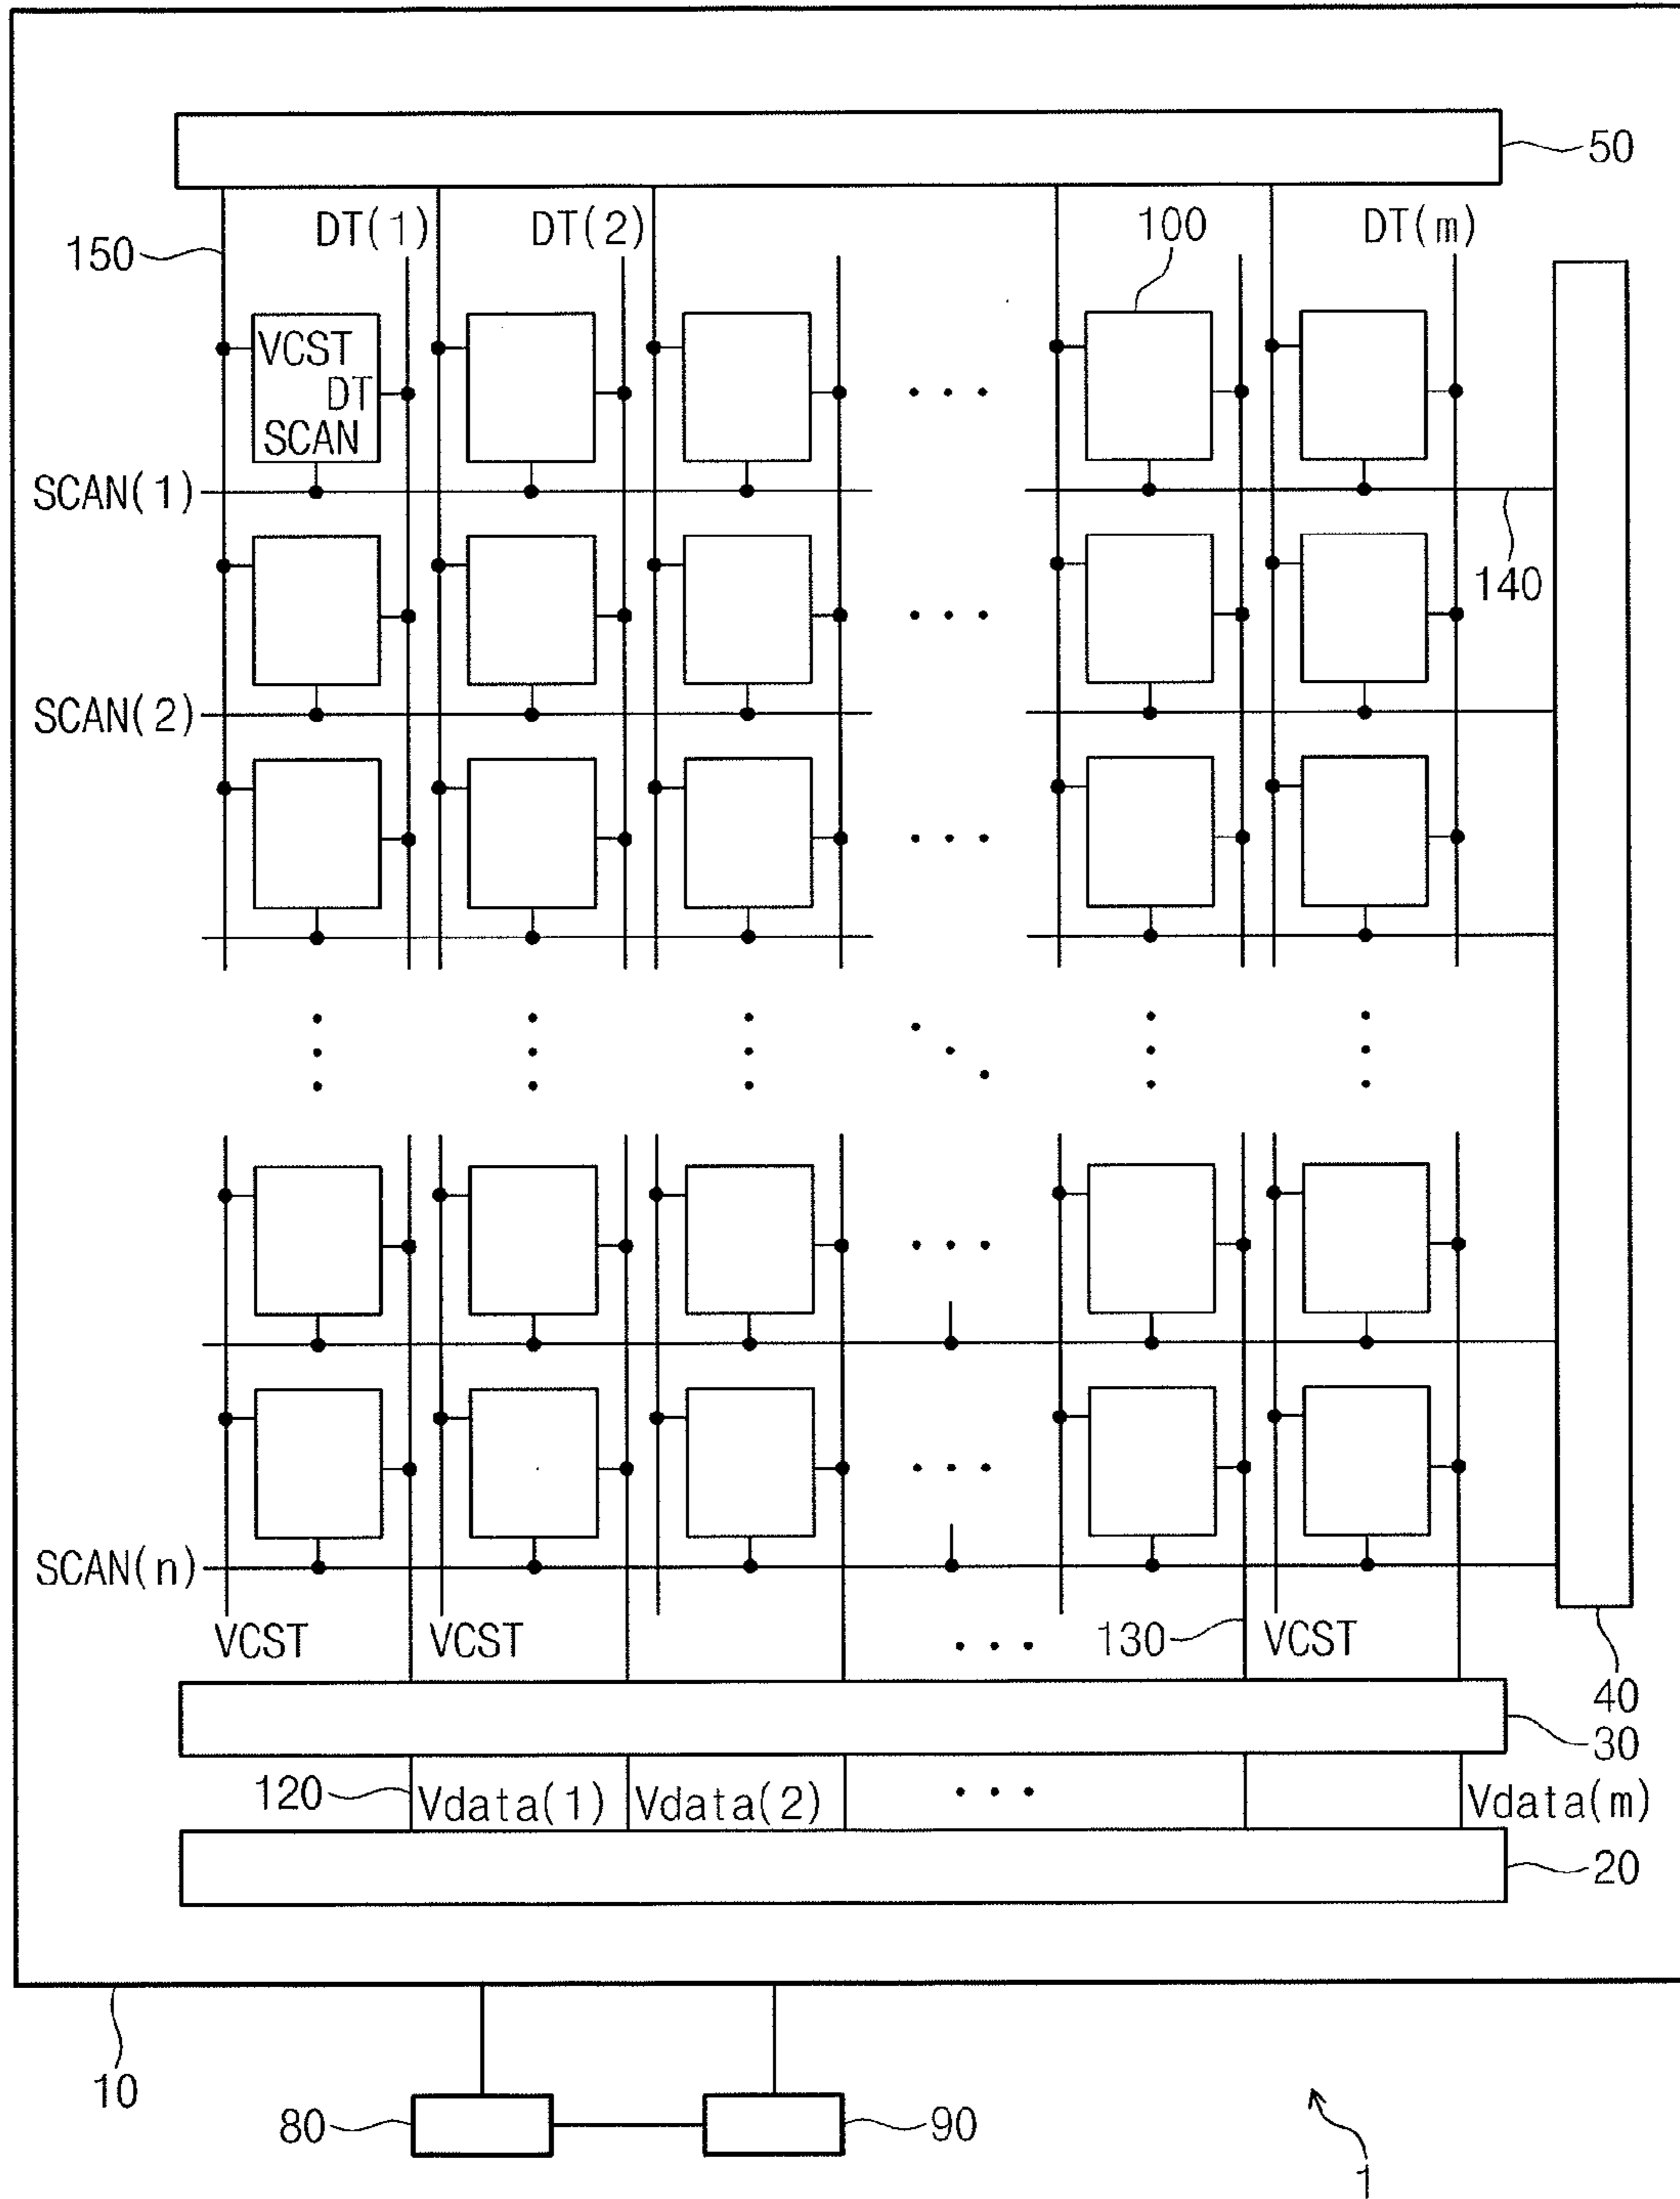 50
DT(1)
DT(2)
100
DT(m)
150
VCST
DT
SCAN
SCAN(1)
140
SCAN(2)
SCAN(n)
VCST
VCST
130
VCST
40
30
120
Vdata(1)
Vdata(2)
Vdata(m)
20
10
80
90
1